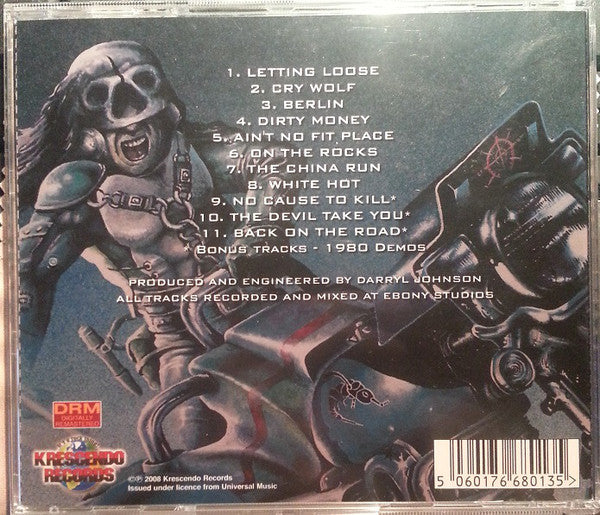 1. LETTING LOOSE
2. CRY WOLF
3. BERLIN
4. DIRTY MONEY
5. AIN'T NO FIT PLACE
6. ON THE ROCKS
7. THE CHINA RUN
8. WHITE HOT
9. NO CAUSE TO KILL*
10. THE DEVIL TAKE YOU*
11. BACK ON THE ROAD*
* BONUS TRACKS - 1980 DEMOS
PRODUCED AND ENGINEERED BY DARRYL JOHNSON
ALL TRACKS RECORDED AND MIXED AT EBONY STUDIOS
DRM
DIGITALLY
REMASTERED
KRESCENDO
RECORDS
©℗ 2008 Krescendo Records
Issued under licence from Universal Music
5 060176 680135 >